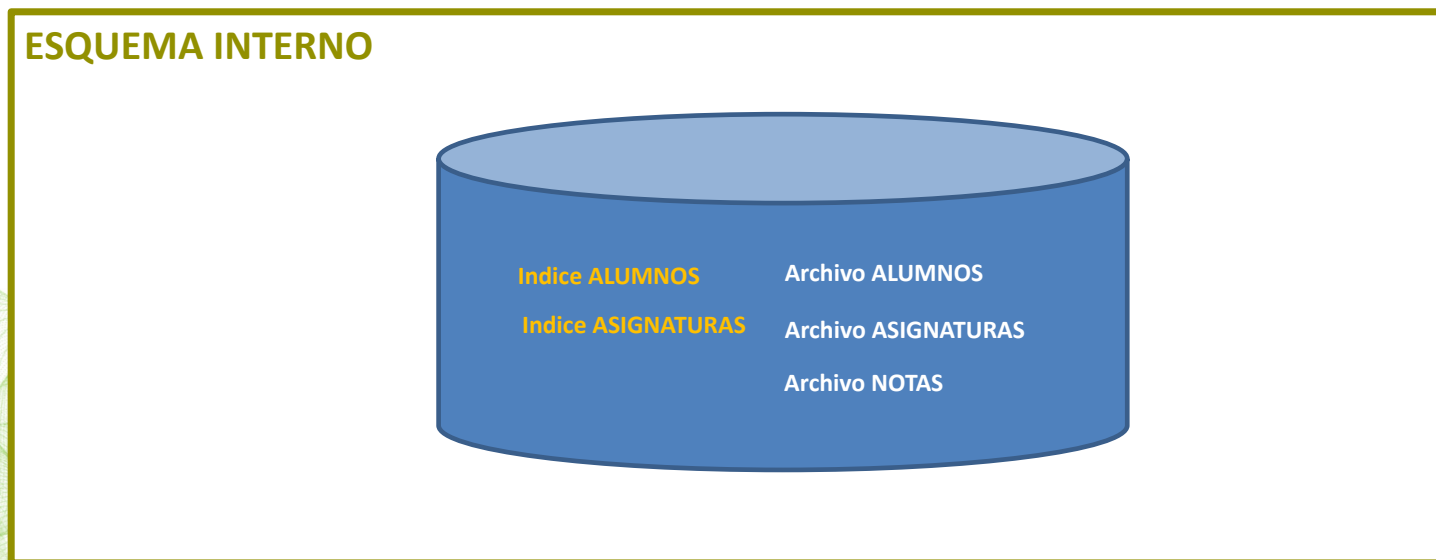 ESQUEMA INTERNO
Indice ALUMNOS
Indice ASIGNATURAS
Archivo ALUMNOS
Archivo ASIGNATURAS
Archivo NOTAS